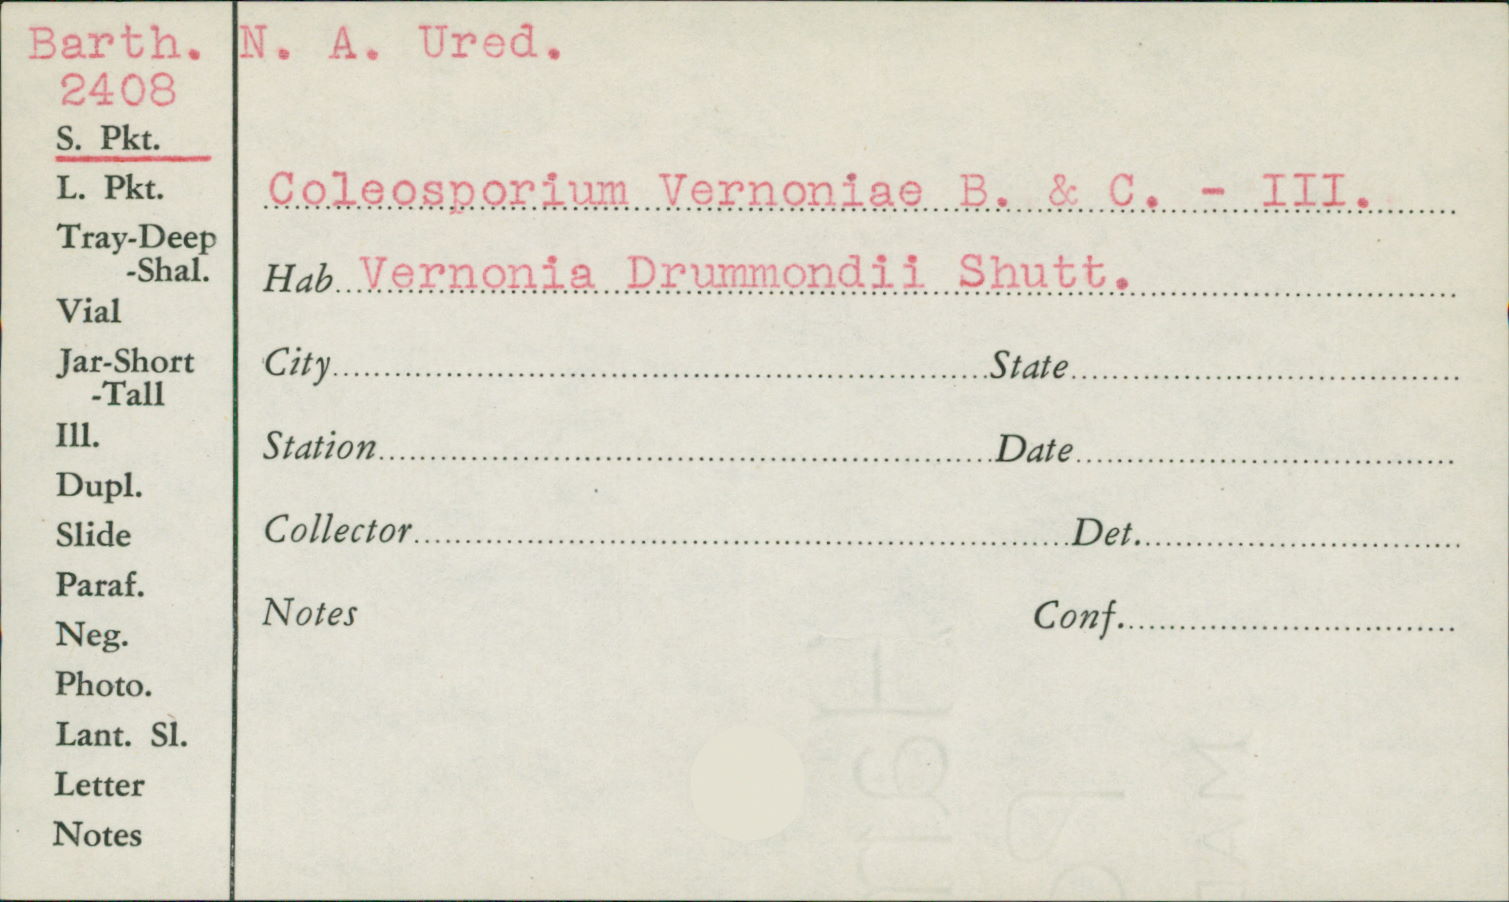 Barth. N. A. Ured.
2408
S. Pkt.
L. Pkt.
Tray-Deep
-Shal.
Vial
Jar-Short
-Tall
Ill.
Dupl.
Slide
Paraf.
Neg.
Photo.
Lant. Sl.
Letter
Notes
Coleosporium Vernoniae B. & C. - III.
Hab. Vernonia Drummondii Shutt.
City State
Station Date
Collector Det.
Notes Conf.